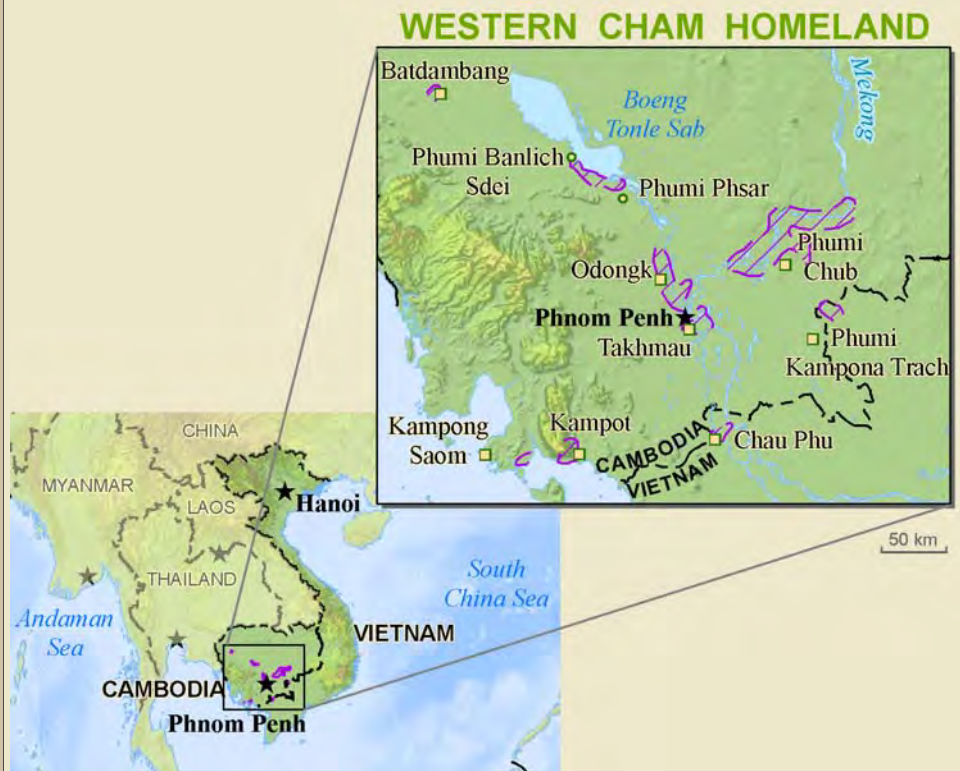 WESTERN CHAM HOMELAND
Batdambang
Mekong
Boeng
Tonle Sab
Phumi Banlich
Sdei
Phumi Phsar
Phumi
Chub
Odongk
Phnom Penh
Takhmau
Phumi
Kampona Trach
Kampong
Saom
Kampot
CAMBODIA
VIETNAM
Chau Phu
50 km
CHINA
MYANMAR
LAOS
Hanoi
THAILAND
South
China Sea
Andaman
Sea
VIETNAM
CAMBODIA
Phnom Penh